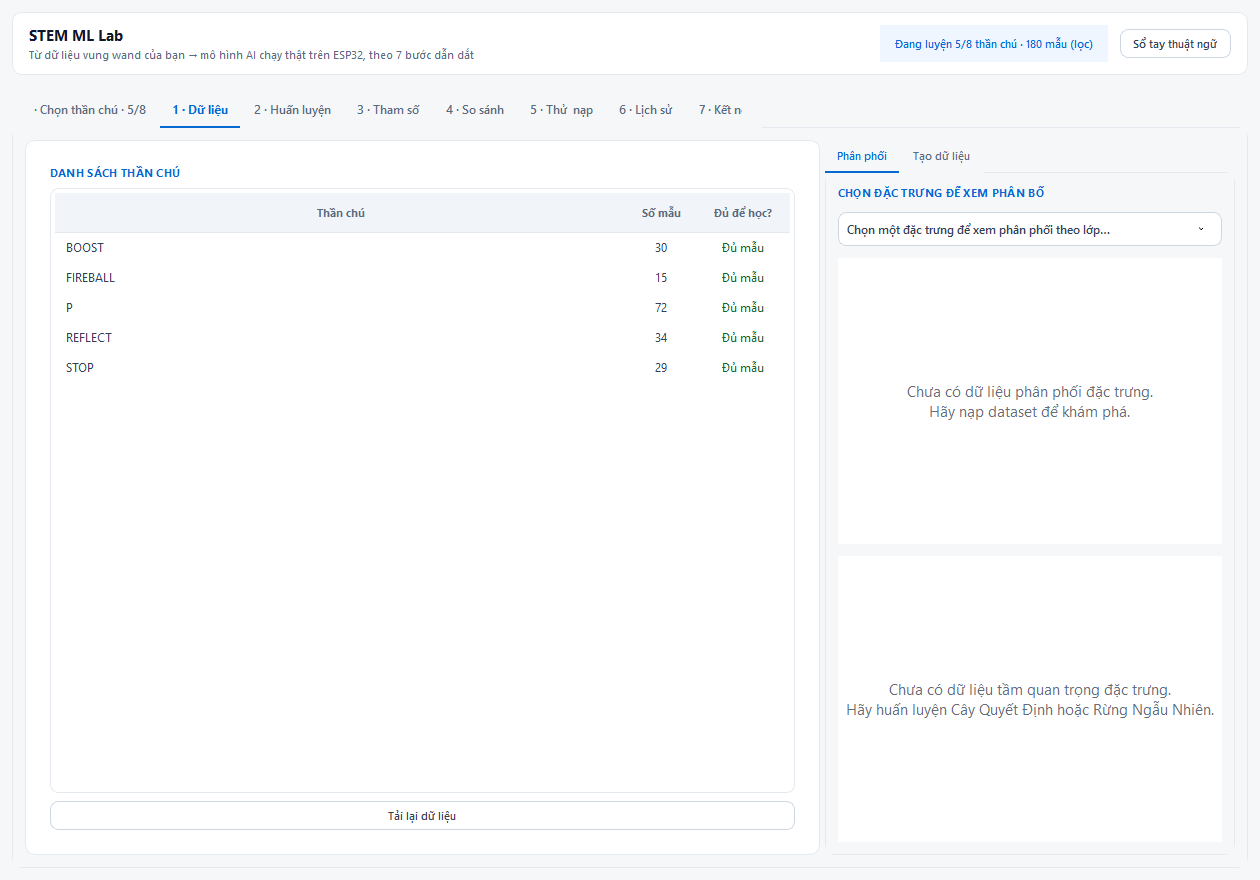 STEM ML Lab
Từ dữ liệu vung wand của bạn → mô hình AI chạy thật trên ESP32, theo 7 bước dẫn dắt
Đang luyện 5/8 thần chú · 180 mẫu (lọc)
Sổ tay thuật ngữ
· Chọn thần chú · 5/8
1 · Dữ liệu
2 · Huấn luyện
3 · Tham số
4 · So sánh
5 · Thử nạp
6 · Lịch sử
7 · Kết n
DANH SÁCH THẦN CHÚ
Thần chú Số mẫu Đủ để học?
BOOST 30 Đủ mẫu
FIREBALL 15 Đủ mẫu
P 72 Đủ mẫu
REFLECT 34 Đủ mẫu
STOP 29 Đủ mẫu
Tải lại dữ liệu
Phân phối
Tạo dữ liệu
CHỌN ĐẶC TRƯNG ĐỂ XEM PHÂN BỐ
Chọn một đặc trưng để xem phân phối theo lớp...
Chưa có dữ liệu phân phối đặc trưng.
Hãy nạp dataset để khám phá.
Chưa có dữ liệu tầm quan trọng đặc trưng.
Hãy huấn luyện Cây Quyết Định hoặc Rừng Ngẫu Nhiên.